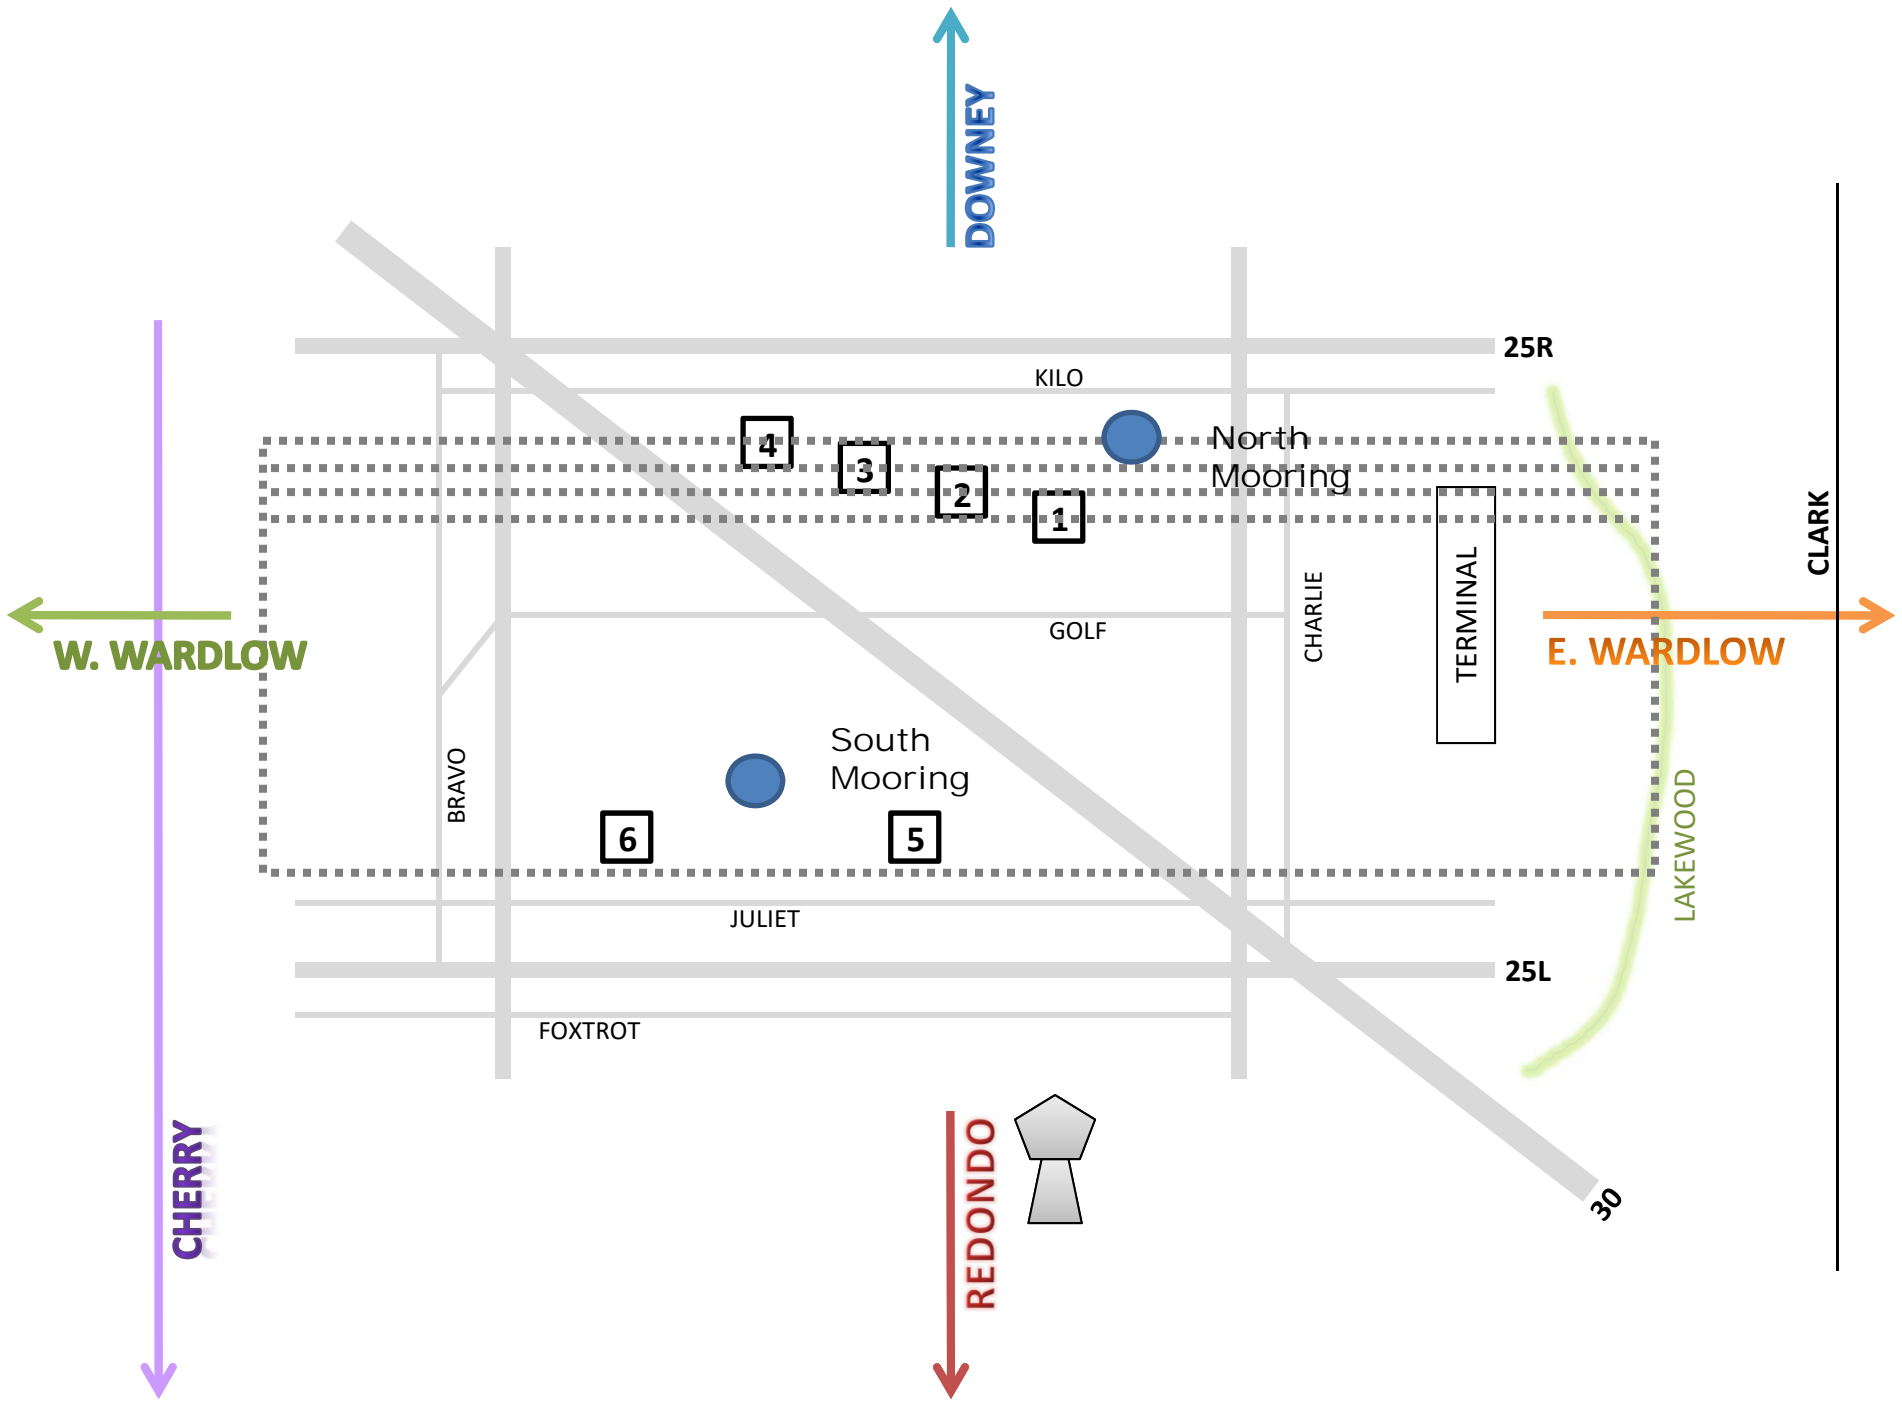 DOWNEY
25R
KILO
4
3
2
1
North
Mooring
CLARK
W. WARDLOW
GOLF
CHARLIE
TERMINAL
E. WARDLOW
South
Mooring
BRAVO
6
5
LAKEWOOD
JULIET
25L
FOXTROT
CHERRY
REDONDO
30